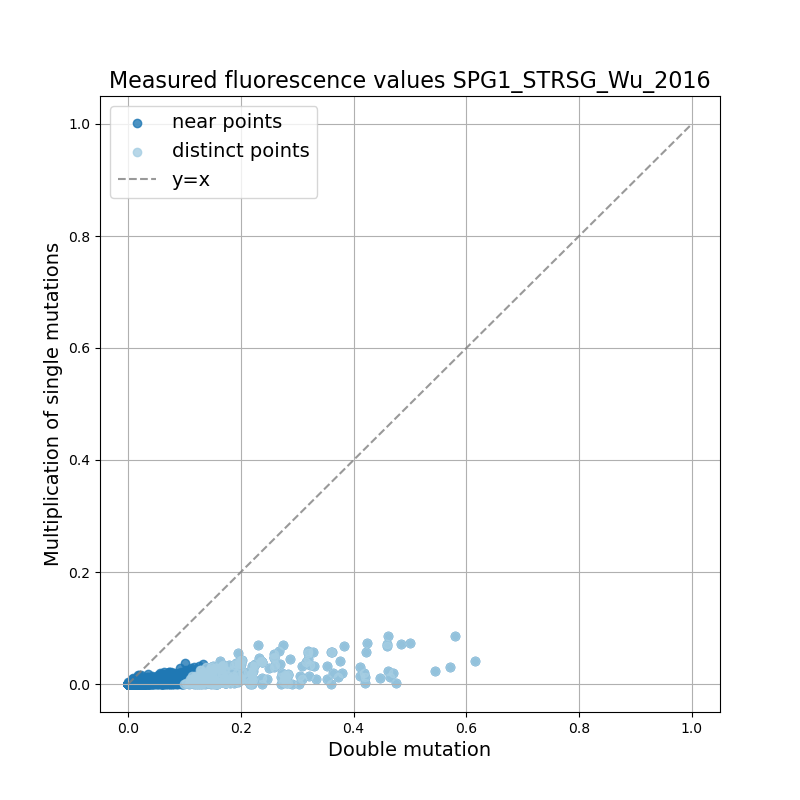 Measured fluorescence values SPG1_STRSG_Wu_2016
near points
distinct points
y=x
Multiplication of single mutations
1.0
0.8
0.6
0.4
0.2
0.0
0.0 0.2 0.4 0.6 0.8 1.0
Double mutation